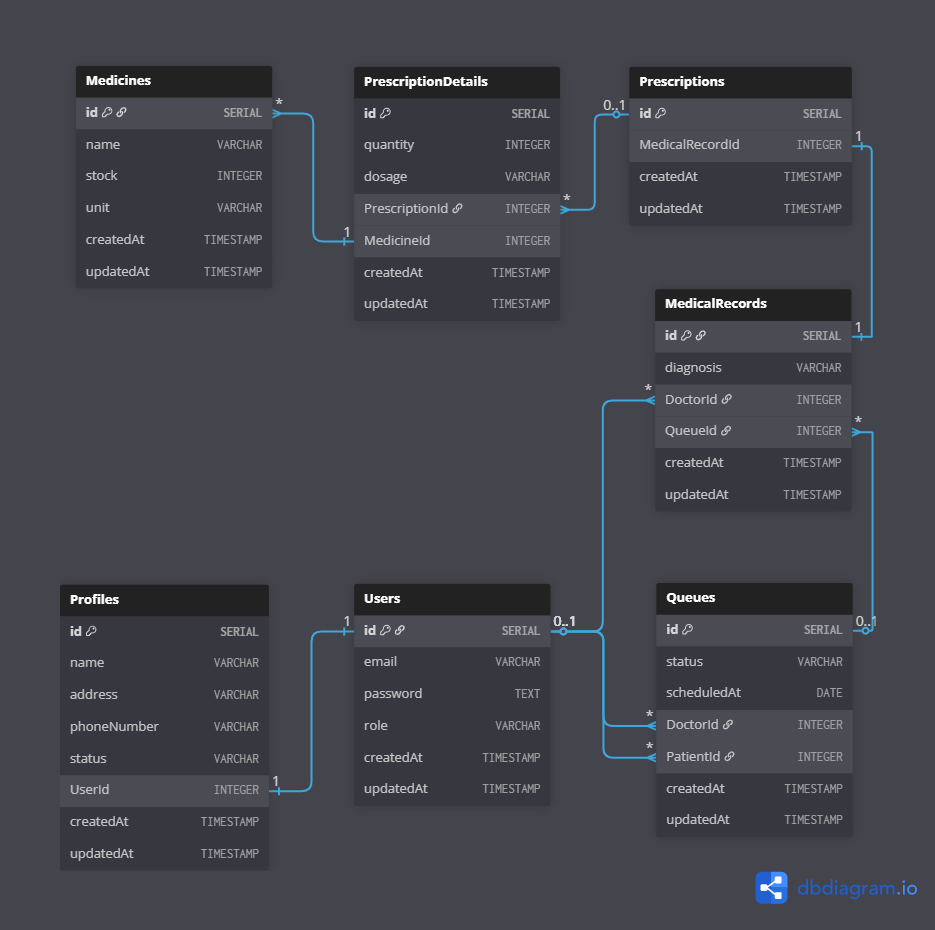 Medicines
id SERIAL
name VARCHAR
stock INTEGER
unit VARCHAR
createdAt TIMESTAMP
updatedAt TIMESTAMP
*
1
PrescriptionDetails
id SERIAL
quantity INTEGER
dosage VARCHAR
PrescriptionId INTEGER
MedicineId INTEGER
createdAt TIMESTAMP
updatedAt TIMESTAMP
*
0..1
Prescriptions
id SERIAL
MedicalRecordId INTEGER
createdAt TIMESTAMP
updatedAt TIMESTAMP
1
MedicalRecords
id SERIAL
diagnosis VARCHAR
DoctorId INTEGER
QueueId INTEGER
createdAt TIMESTAMP
updatedAt TIMESTAMP
1
*
*
Profiles
id SERIAL
name VARCHAR
address VARCHAR
phoneNumber VARCHAR
status VARCHAR
UserId INTEGER
createdAt TIMESTAMP
updatedAt TIMESTAMP
1
1
Users
id SERIAL
email VARCHAR
password TEXT
role VARCHAR
createdAt TIMESTAMP
updatedAt TIMESTAMP
0..1
*
*
Queues
id SERIAL
status VARCHAR
scheduledAt DATE
DoctorId INTEGER
PatientId INTEGER
createdAt TIMESTAMP
updatedAt TIMESTAMP
0..1
dbdiagram.io